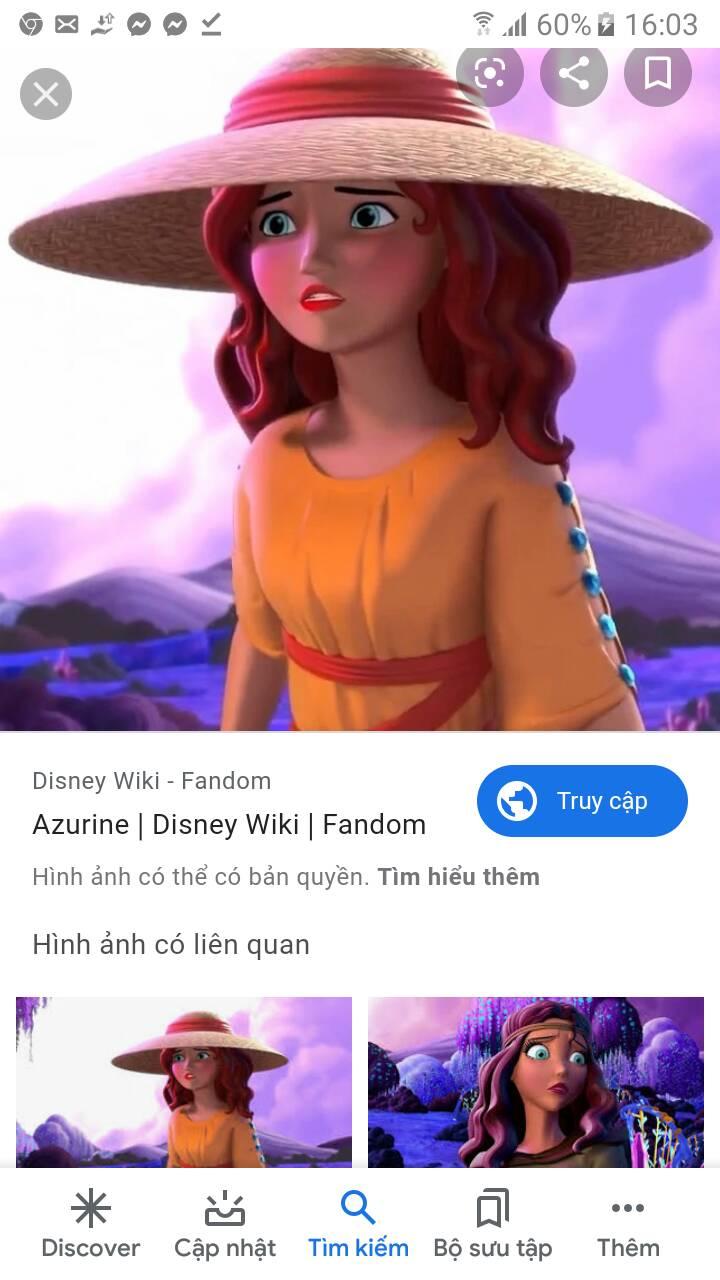 60% 16:03
Disney Wiki - Fandom
Azurine | Disney Wiki | Fandom
Truy cập
Hình ảnh có thể có bản quyền. Tìm hiểu thêm
Hình ảnh có liên quan
Discover Cập nhật Tìm kiếm Bộ sưu tập Thêm